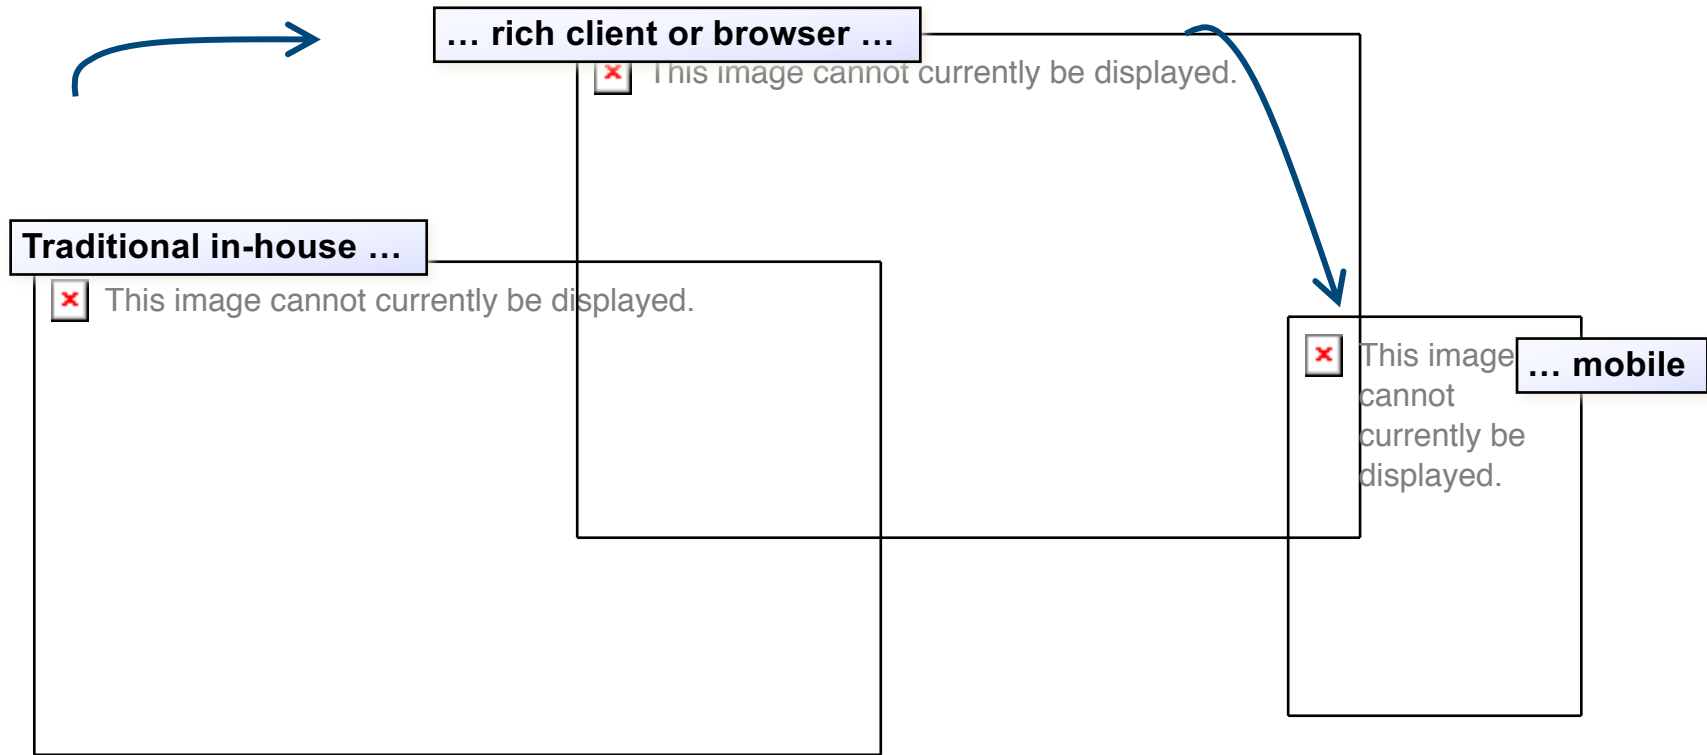 … rich client or browser …
This image cannot currently be displayed.
Traditional in-house …
This image cannot currently be displayed.
This image
cannot
currently be
displayed.
… mobile